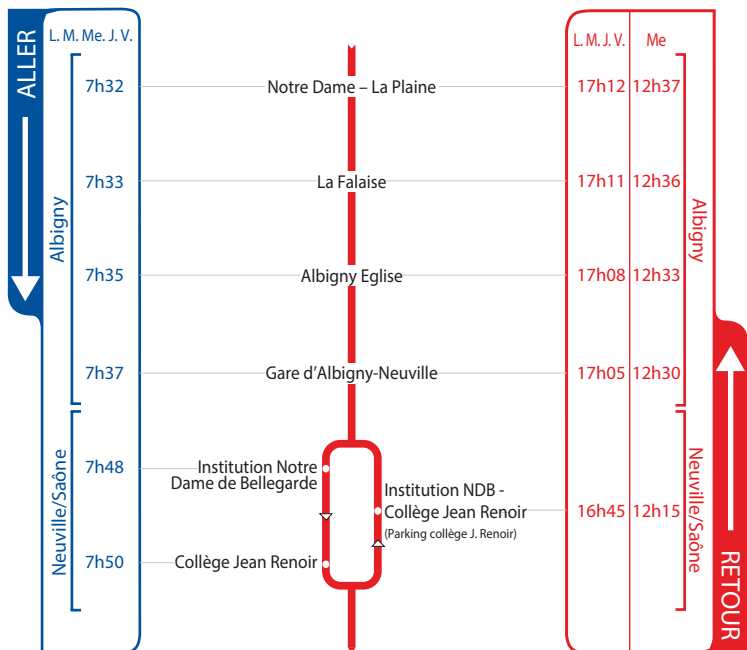 ALLER
L. M. Me. J. V.
L. M. J. V.
Me
7h32
Notre Dame – La Plaine
17h12
12h37
7h33
La Falaise
17h11
12h36
Albigny
Albigny
7h35
Albigny Eglise
17h08
12h33
7h37
Gare d'Albigny-Neuville
17h05
12h30
7h48
Institution Notre
Dame de Bellegarde
Institution NDB -
Collège Jean Renoir
(Parking collège J. Renoir)
16h45
12h15
Neuville/Saône
Neuville/Saône
7h50
Collège Jean Renoir
RETOUR